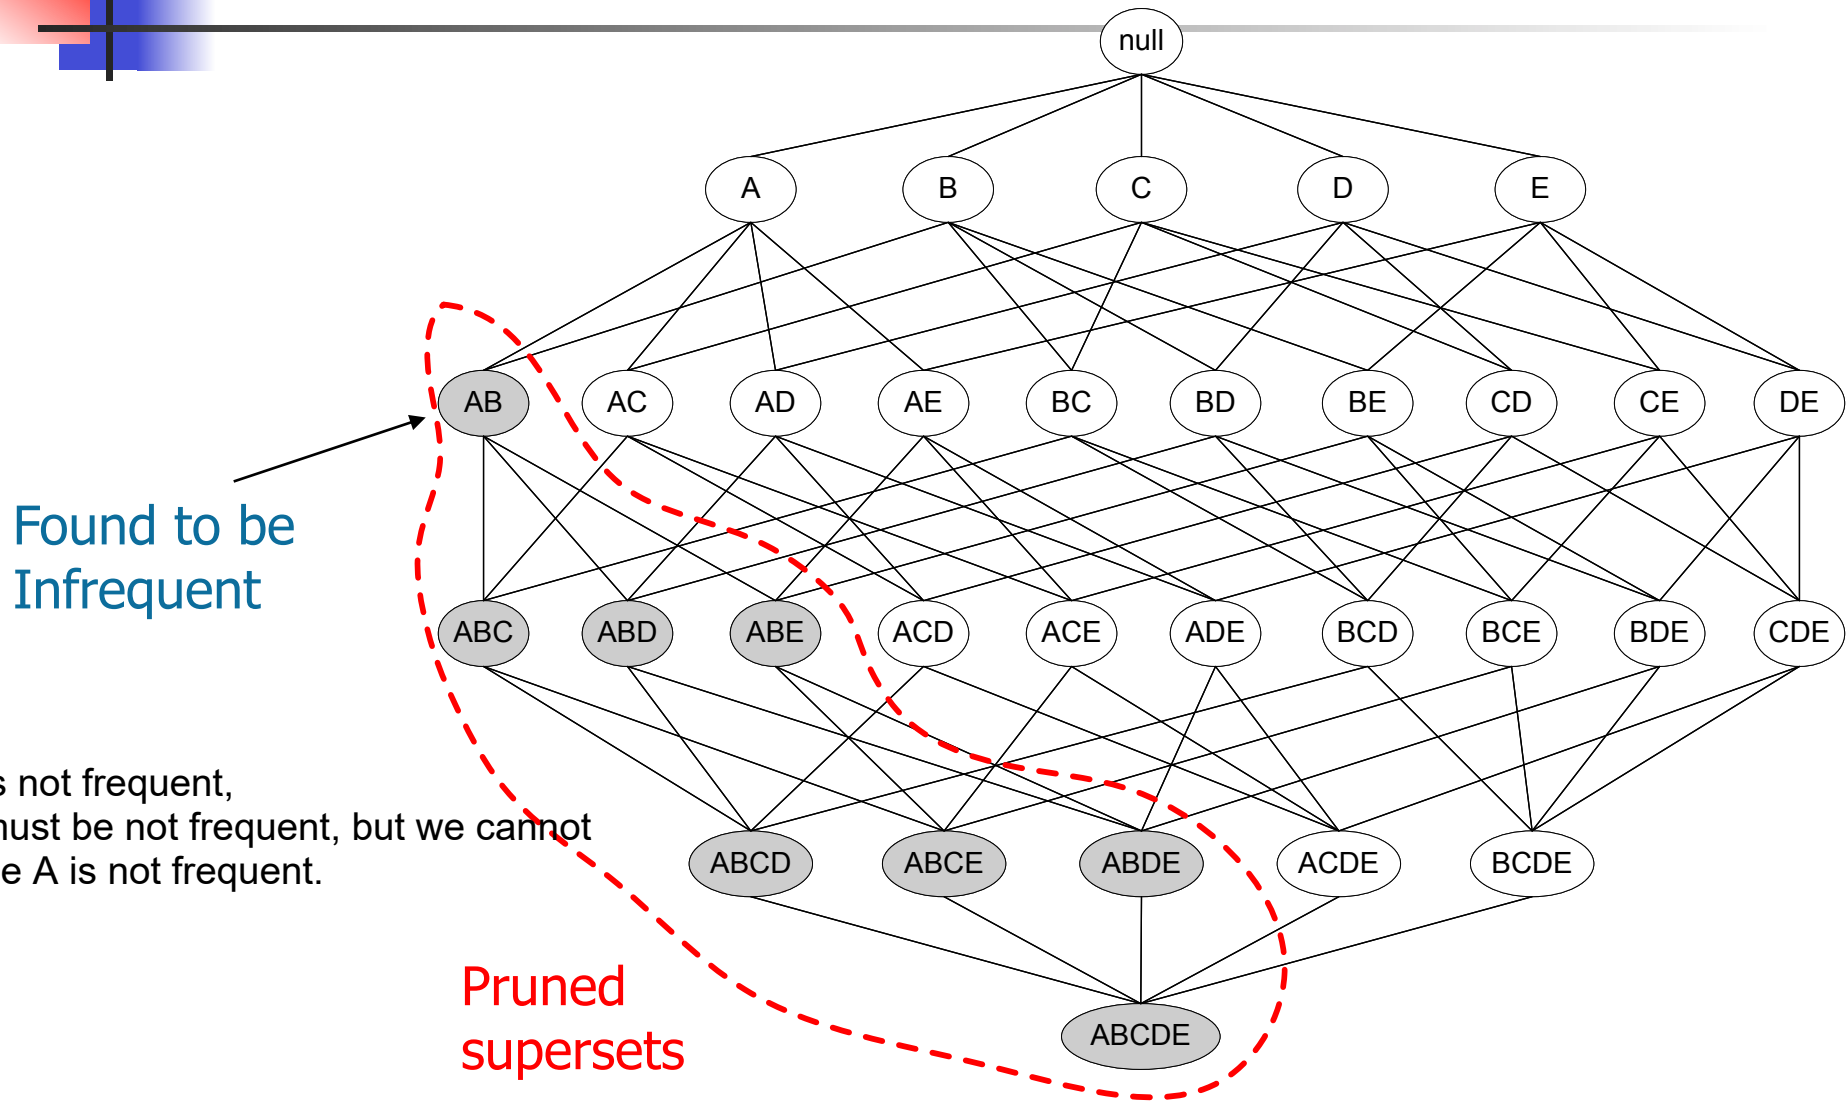 null
A B C D E
AB AC AD AE BC BD BE CD CE DE
Found to be
Infrequent
ABC ABD ABE ACD ACE ADE BCD BCE BDE CDE
s not frequent,
must be not frequent, but we cannot
e A is not frequent.
ABCD ABCE ABDE ACDE BCDE
Pruned
supersets
ABCDE